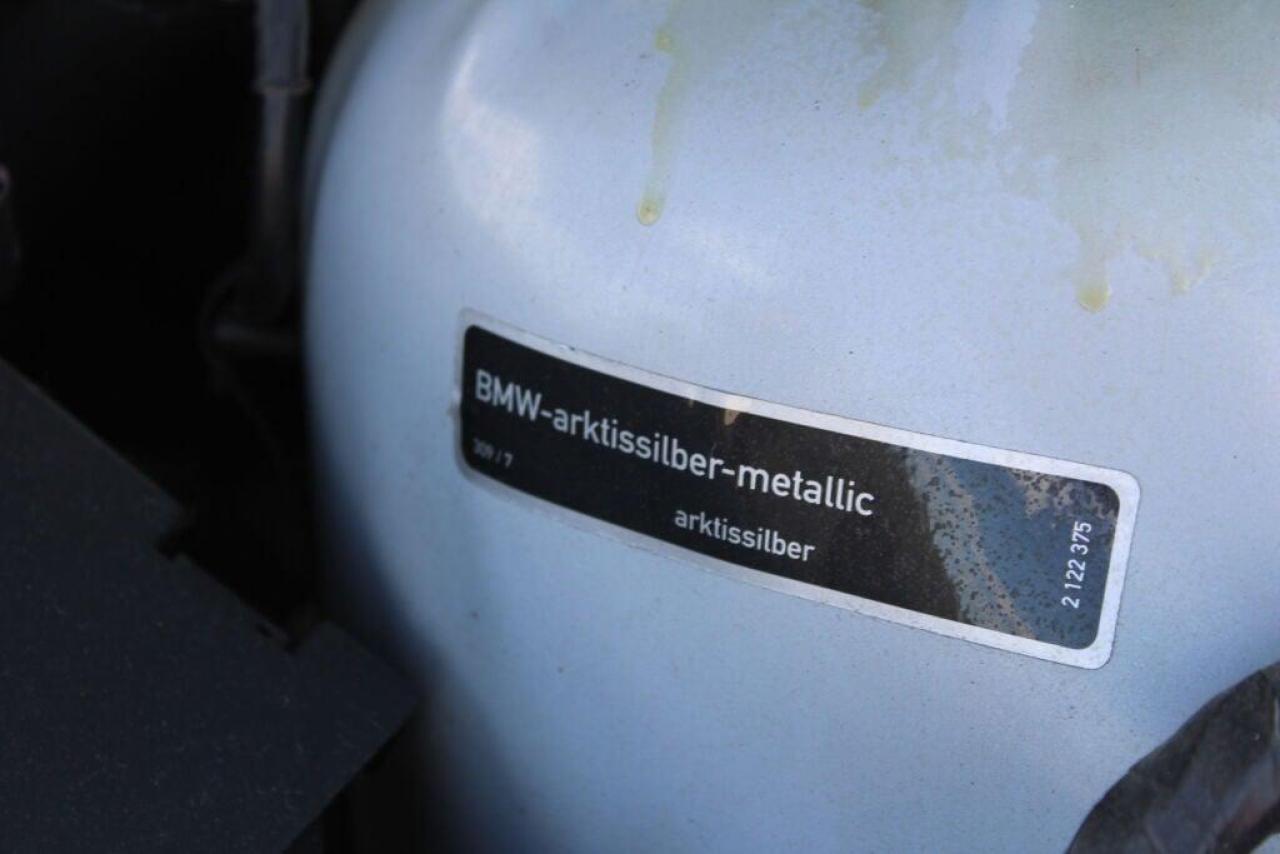 BMW-arktissilber-metallic
309/7
arktissilber
2 122 375